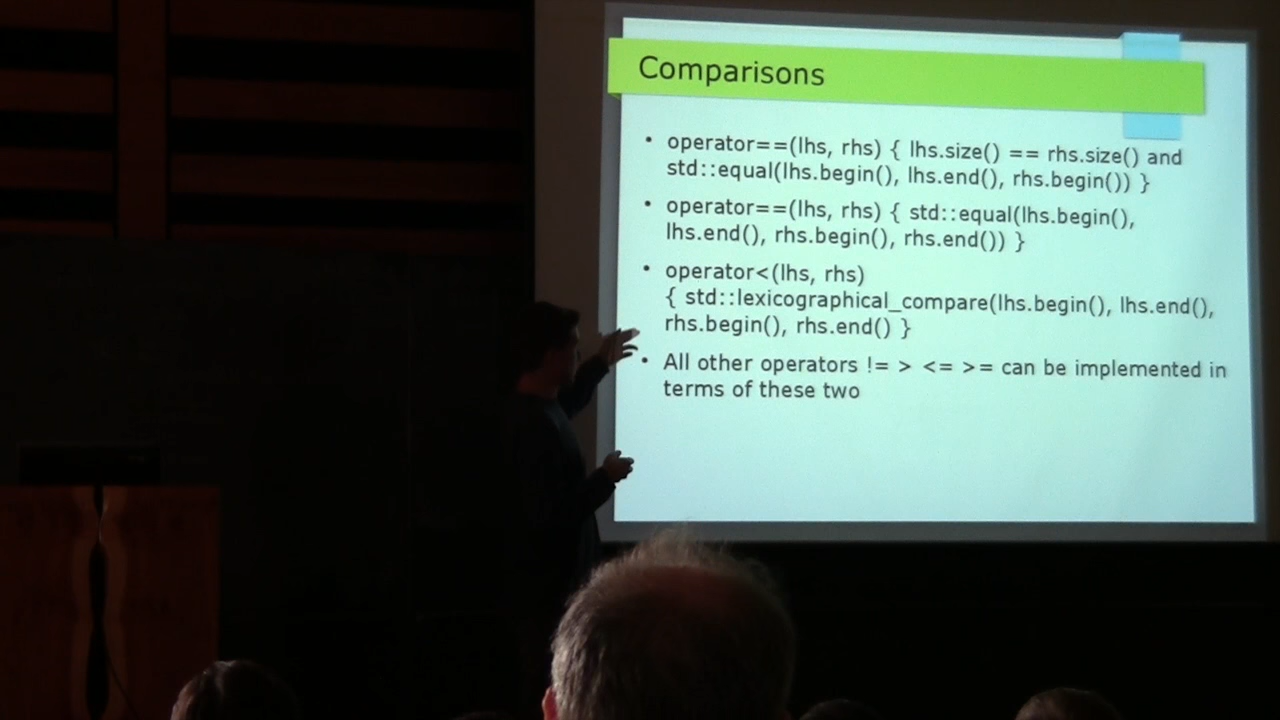 Comparisons
• operator==(lhs, rhs) { lhs.size() == rhs.size() and
std::equal(lhs.begin(), lhs.end(), rhs.begin()) }
• operator==(lhs, rhs) { std::equal(lhs.begin(),
lhs.end(), rhs.begin(), rhs.end()) }
• operator<(lhs, rhs)
{ std::lexicographical_compare(lhs.begin(), lhs.end(),
rhs.begin(), rhs.end() }
• All other operators != > <= >= can be implemented in
terms of these two